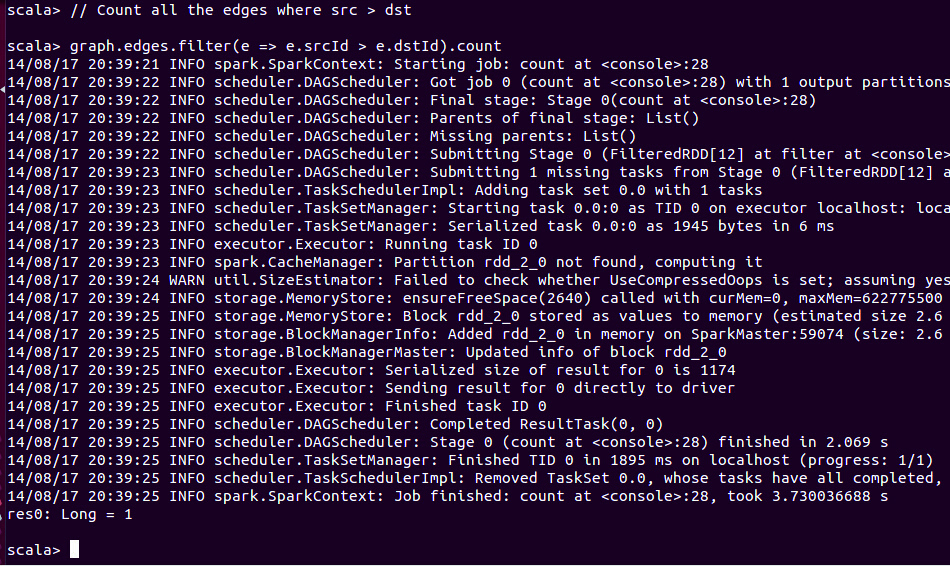 scala> // Count all the edges where src > dst
scala> graph.edges.filter(e => e.srcId > e.dstId).count
14/08/17 20:39:21 INFO spark.SparkContext: Starting job: count at <console>:28
14/08/17 20:39:22 INFO scheduler.DAGScheduler: Got job 0 (count at <console>:28) with 1 output partitions
14/08/17 20:39:22 INFO scheduler.DAGScheduler: Final stage: Stage 0(count at <console>:28)
14/08/17 20:39:22 INFO scheduler.DAGScheduler: Parents of final stage: List()
14/08/17 20:39:22 INFO scheduler.DAGScheduler: Missing parents: List()
14/08/17 20:39:22 INFO scheduler.DAGScheduler: Submitting Stage 0 (FilteredRDD[12] at filter at <console>
14/08/17 20:39:23 INFO scheduler.DAGScheduler: Submitting 1 missing tasks from Stage 0 (FilteredRDD[12] a
14/08/17 20:39:23 INFO scheduler.TaskSchedulerImpl: Adding task set 0.0 with 1 tasks
14/08/17 20:39:23 INFO scheduler.TaskSetManager: Starting task 0.0:0 as TID 0 on executor localhost: loca
14/08/17 20:39:23 INFO scheduler.TaskSetManager: Serialized task 0.0:0 as 1945 bytes in 6 ms
14/08/17 20:39:23 INFO executor.Executor: Running task ID 0
14/08/17 20:39:23 INFO spark.CacheManager: Partition rdd_2_0 not found, computing it
14/08/17 20:39:24 WARN util.SizeEstimator: Failed to check whether UseCompressedOops is set; assuming yes
14/08/17 20:39:24 INFO storage.MemoryStore: ensureFreeSpace(2640) called with curMem=0, maxMem=622775500
14/08/17 20:39:25 INFO storage.MemoryStore: Block rdd_2_0 stored as values to memory (estimated size 2.6
14/08/17 20:39:25 INFO storage.BlockManagerInfo: Added rdd_2_0 in memory on SparkMaster:59074 (size: 2.6
14/08/17 20:39:25 INFO storage.BlockManagerMaster: Updated info of block rdd_2_0
14/08/17 20:39:25 INFO executor.Executor: Serialized size of result for 0 is 1174
14/08/17 20:39:25 INFO executor.Executor: Sending result for 0 directly to driver
14/08/17 20:39:25 INFO executor.Executor: Finished task ID 0
14/08/17 20:39:25 INFO scheduler.DAGScheduler: Completed ResultTask(0, 0)
14/08/17 20:39:25 INFO scheduler.DAGScheduler: Stage 0 (count at <console>:28) finished in 2.069 s
14/08/17 20:39:25 INFO scheduler.TaskSetManager: Finished TID 0 in 1895 ms on localhost (progress: 1/1)
14/08/17 20:39:25 INFO scheduler.TaskSchedulerImpl: Removed TaskSet 0.0, whose tasks have all completed,
14/08/17 20:39:25 INFO spark.SparkContext: Job finished: count at <console>:28, took 3.730036688 s
res0: Long = 1
scala>